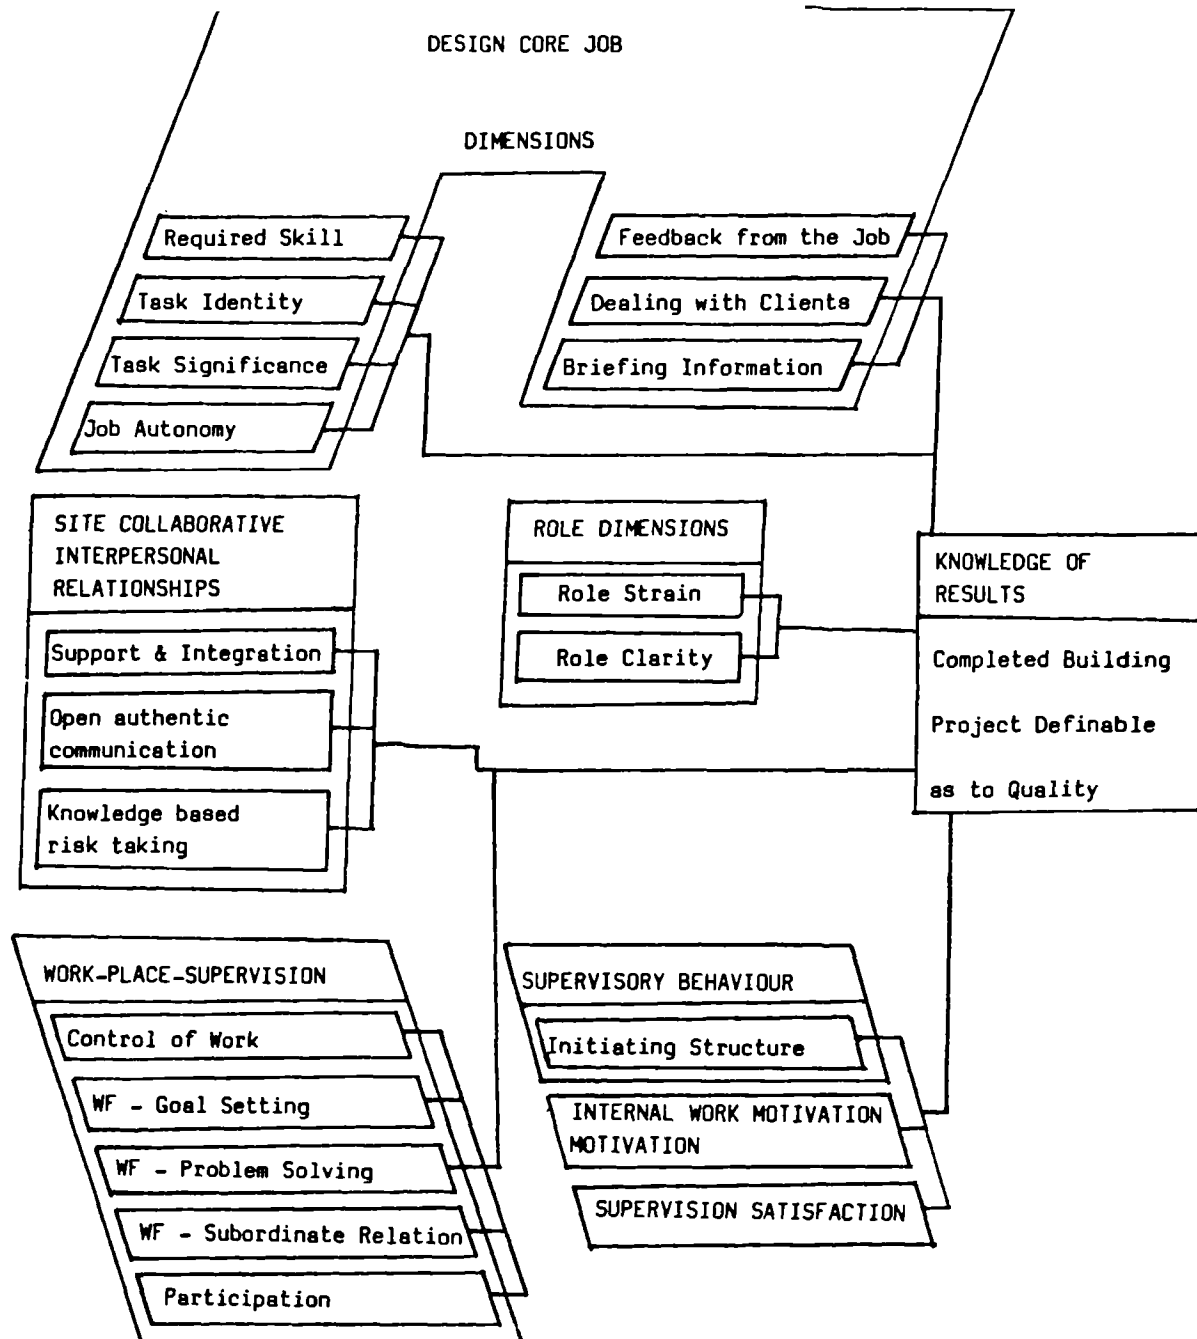 DESIGN CORE JOB
DIMENSIONS
Required Skill
Task Identity
Task Significance
Job Autonomy
Feedback from the Job
Dealing with Clients
Briefing Information
SITE COLLABORATIVE
INTERPERSONAL
RELATIONSHIPS
Support & Integration
Open authentic
communication
Knowledge based
risk taking
ROLE DIMENSIONS
Role Strain
Role Clarity
KNOWLEDGE OF
RESULTS
Completed Building
Project Definable
as to Quality
WORK-PLACE-SUPERVISION
Control of Work
WF - Goal Setting
WF - Problem Solving
WF - Subordinate Relation
Participation
SUPERVISORY BEHAVIOUR
Initiating Structure
INTERNAL WORK MOTIVATION
MOTIVATION
SUPERVISION SATISFACTION